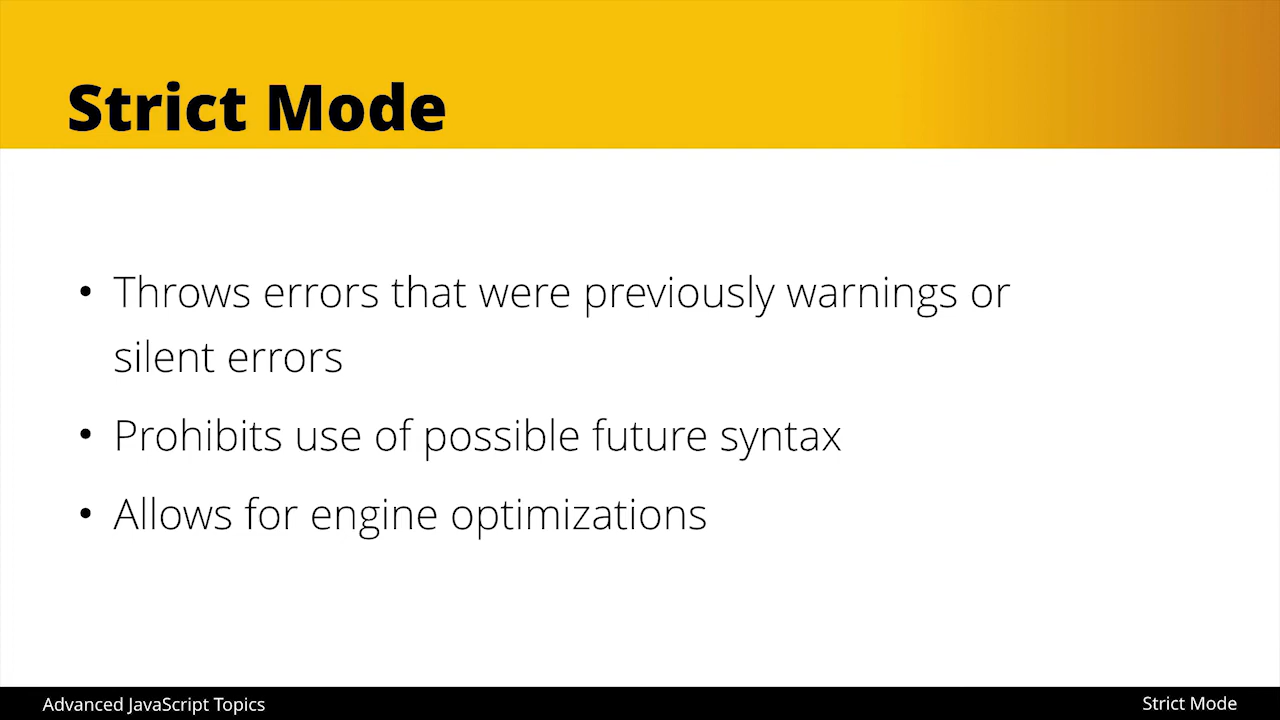 Strict Mode
• Throws errors that were previously warnings or
silent errors
• Prohibits use of possible future syntax
• Allows for engine optimizations
Advanced JavaScript Topics
Strict Mode